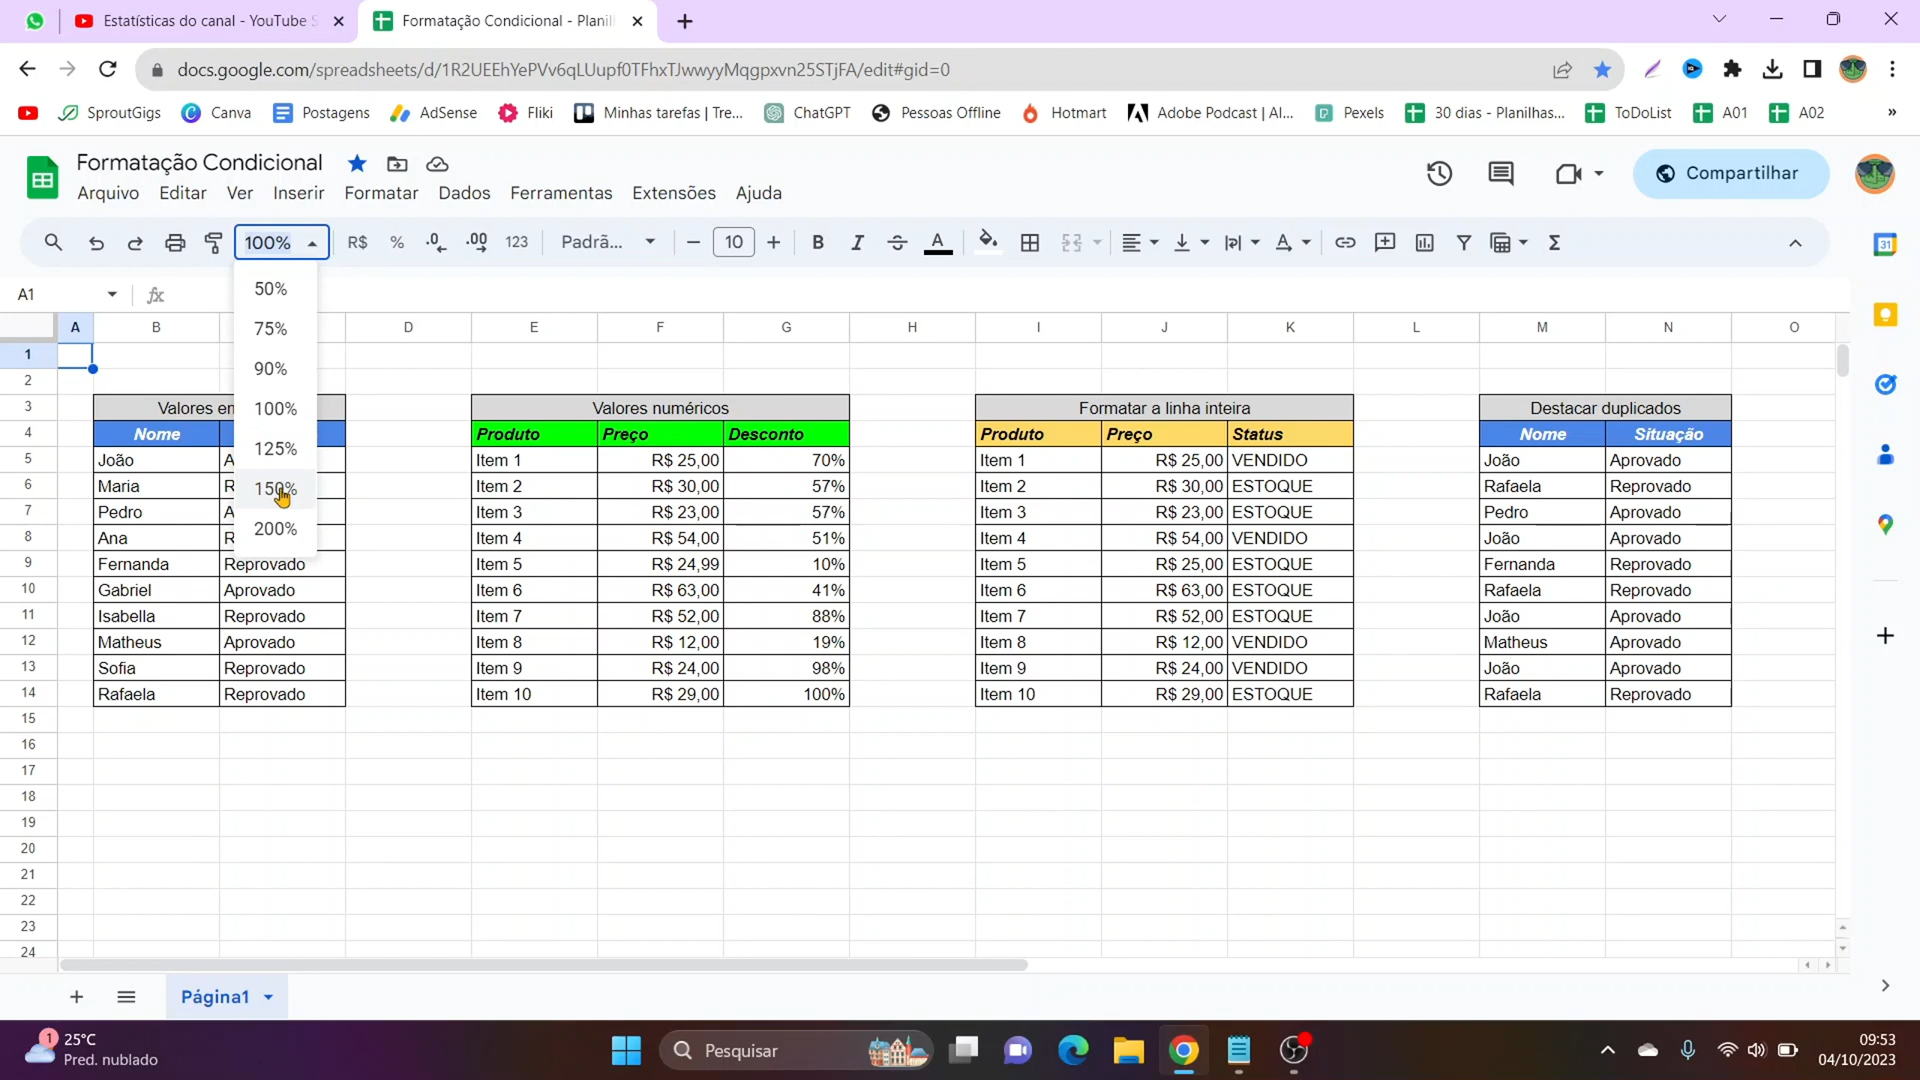 Estatísticas do canal - YouTube S
Formatação Condicional - Planil
docs.google.com/spreadsheets/d/1R2UEEhYePVv6qLUupf0TFhxTJwwyyMqgpxvn25STjFA/edit#gid=0
SproutGigs Canva Postagens AdSense Fliki Minhas tarefas | Tre... ChatGPT Pessoas Offline Hotmart Adobe Podcast | AI... Pexels 30 dias - Planilhas... ToDoList A01 A02 »
Formatação Condicional
Arquivo Editar Ver Inserir Formatar Dados Ferramentas Extensões Ajuda
Compartilhar
100% R$ % .0 .00 123 Padrã... 10 B I A Σ
50%
75%
90%
100%
125%
150%
200%
A1 fx
A B D E F G H I J K L M N O
1
2
3 Valores en Valores numéricos Formatar a linha inteira Destacar duplicados
4 Nome Produto Preço Desconto Produto Preço Status Nome Situação
5 João A Item 1 R$ 25,00 70% Item 1 R$ 25,00 VENDIDO João Aprovado
6 Maria R Item 2 R$ 30,00 57% Item 2 R$ 30,00 ESTOQUE Rafaela Reprovado
7 Pedro A Item 3 R$ 23,00 57% Item 3 R$ 23,00 ESTOQUE Pedro Aprovado
8 Ana R Item 4 R$ 54,00 51% Item 4 R$ 54,00 VENDIDO João Aprovado
9 Fernanda Reprovado Item 5 R$ 24,99 10% Item 5 R$ 25,00 ESTOQUE Fernanda Reprovado
10 Gabriel Aprovado Item 6 R$ 63,00 41% Item 6 R$ 63,00 ESTOQUE Rafaela Reprovado
11 Isabella Reprovado Item 7 R$ 52,00 88% Item 7 R$ 52,00 ESTOQUE João Aprovado
12 Matheus Aprovado Item 8 R$ 12,00 19% Item 8 R$ 12,00 VENDIDO Matheus Aprovado
13 Sofia Reprovado Item 9 R$ 24,00 98% Item 9 R$ 24,00 VENDIDO João Aprovado
14 Rafaela Reprovado Item 10 R$ 29,00 100% Item 10 R$ 29,00 ESTOQUE Rafaela Reprovado
15
16
17
18
19
20
21
22
23
24
31
Página1
1
25°C
Pred. nublado
Pesquisar
09:53
04/10/2023